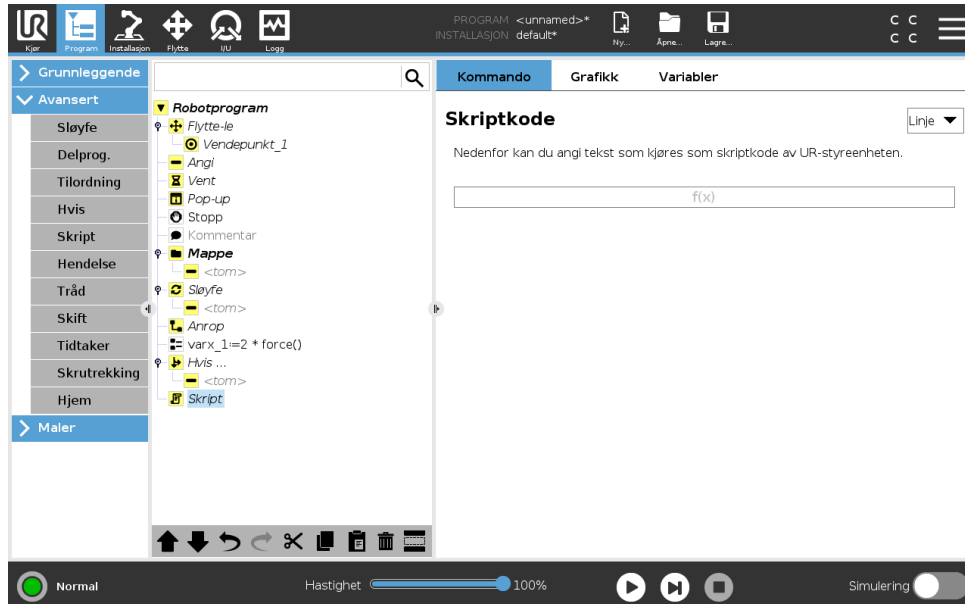 UR
PROGRAM <unnamed>*
INSTALLASJON default*
C C
C C
Kjør Program Installasjon Flytte I/U Logg Ny... Åpne... Lagre...
Grunnleggende
Avansert
Sløyfe
Delprog.
Tilordning
Hvis
Skript
Hendelse
Tråd
Skift
Tidtaker
Skrutrekking
Hjem
Maler
Robotprogram
Flytte-le
Vendepunkt_1
Angi
Vent
Pop-up
Stopp
Kommentar
Mappe
<tom>
Sløyfe
<tom>
Anrop
varx_1:=2 * force()
Hvis ...
<tom>
Skript
Kommando Grafikk Variabler
Skriptkode
Linje
Nedenfor kan du angi tekst som kjøres som skriptkode av UR-styreenheten.
f(x)
Normal
Hastighet 100%
Simulering